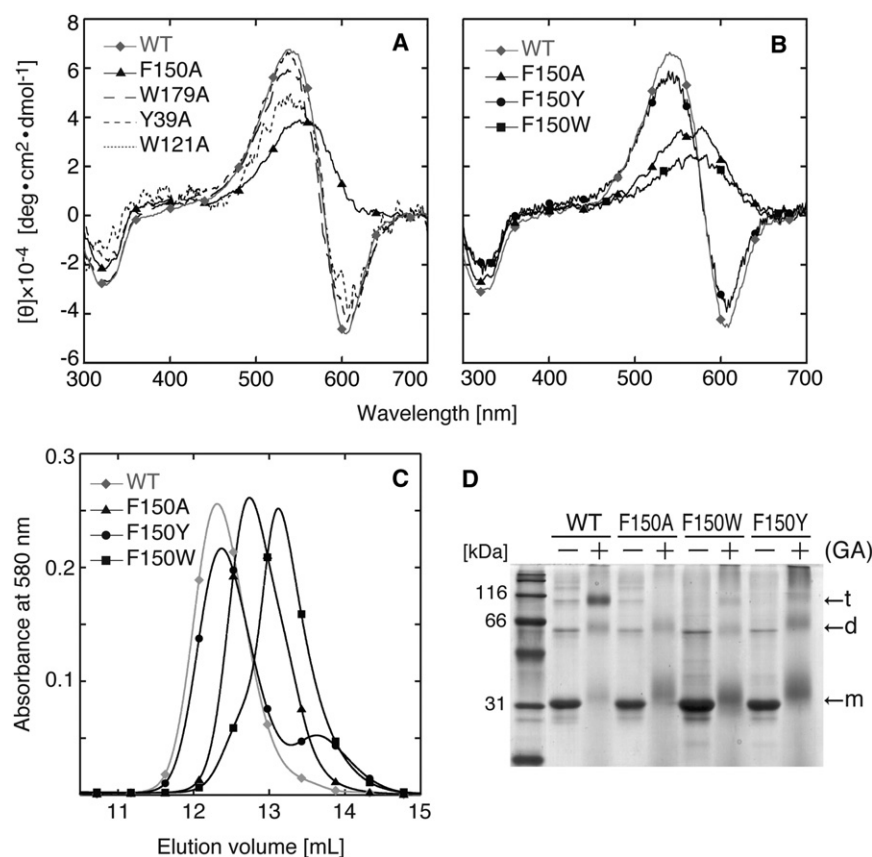 A
WT
F150A
W179A
Y39A
W121A
B
WT
F150A
F150Y
F150W
[θ]×10-4 [deg•cm2•dmol-1]
8
6
4
2
0
-2
-4
-6
300 400 500 600 700
300 400 500 600 700
Wavelength [nm]
C
WT
F150A
F150Y
F150W
Absorbance at 580 nm
0.3
0.2
0.1
11 12 13 14 15
Elution volume [mL]
D
WT F150A F150W F150Y
[kDa] − + − + − + − + (GA)
116 ←t
66 ←d
31 ←m